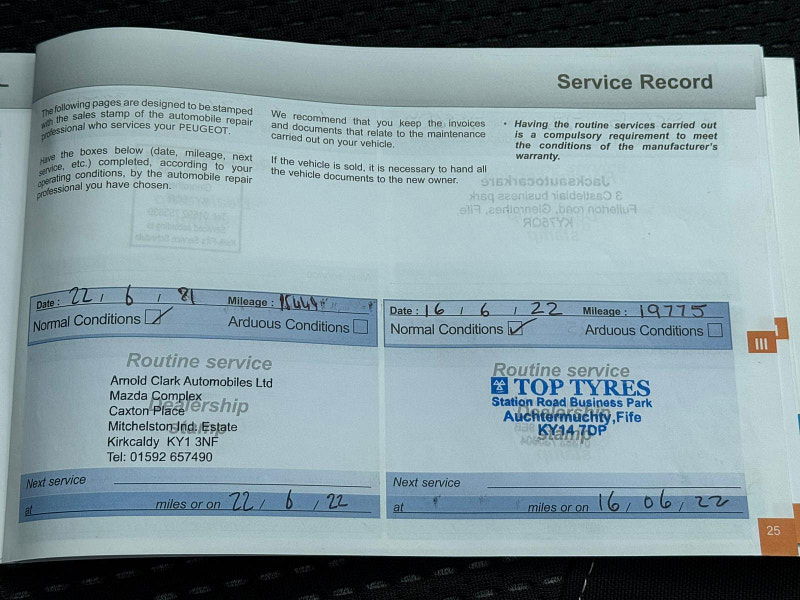 Service Record
The following pages are designed to be stamped
with the sales stamp of the automobile repair
professional who services your PEUGEOT.
Have the boxes below (date, mileage, next
service, etc.) completed, according to your
operating conditions, by the automobile repair
professional you have chosen.
We recommend that you keep the invoices
and documents that relate to the maintenance
carried out on your vehicle.
If the vehicle is sold, it is necessary to hand all
the vehicle documents to the new owner.
• Having the routine services carried out
is a compulsory requirement to meet
the conditions of the manufacturer's
warranty.
Date : 22 / 6 / 21 Mileage :
Normal Conditions Arduous Conditions
Routine service
Dealership
stamp
Arnold Clark Automobiles Ltd
Mazda Complex
Caxton Place
Mitchelston Ind. Estate
Kirkcaldy KY1 3NF
Tel: 01592 657490
Next service
at miles or on 22 / 6 / 22
Date : 16 / 6 / 22 Mileage : 19775
Normal Conditions Arduous Conditions
Routine service
Dealership
stamp
TOP TYRES
Station Road Business Park
Auchtermuchty, Fife
KY14 7DP
Next service
at miles or on 16 / 06 / 22
III
25